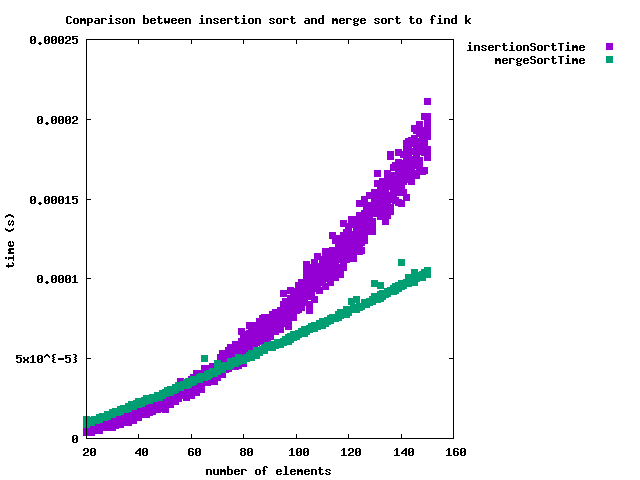 Comparison between insertion sort and merge sort to find k
insertionSortTime
mergeSortTime
0.00025
0.0002
0.00015
0.0001
5x10^{-5}
0
time (s)
20 40 60 80 100 120 140 160
number of elements